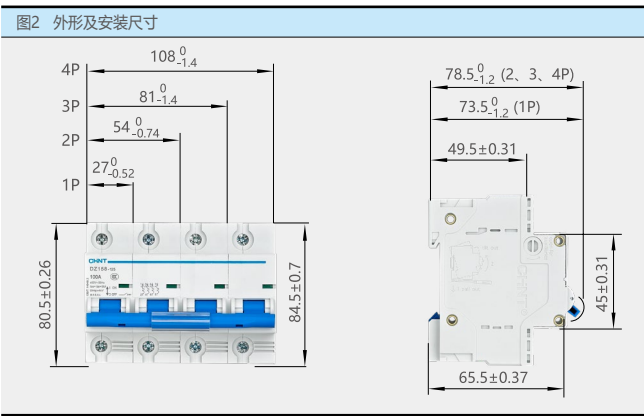 图2 外形及安装尺寸
4P 108 0 -1.4
3P 81 0 -1.4
2P 54 0 -0.74
1P 27 0 -0.52
80.5±0.26
84.5±0.7
CHNT
DZ158-100
100A
78.5 0 -1.2 (2、3、4P)
73.5 0 -1.2 (1P)
49.5±0.31
45±0.31
65.5±0.37